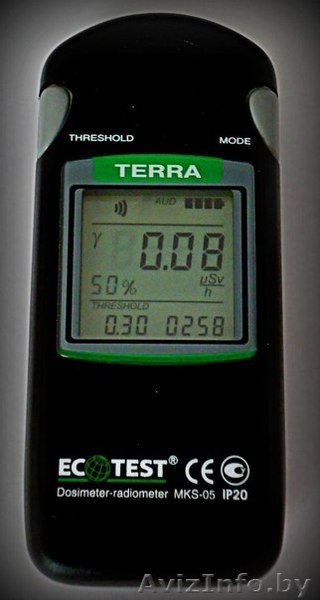 THRESHOLD MODE
TERRA
AUD
γ 0.08
50% µSv/h
THRESHOLD
0.30 0258
ECOTEST® CE
Dosimeter-radiometer MKS-05 IP20
AvizInfo.by